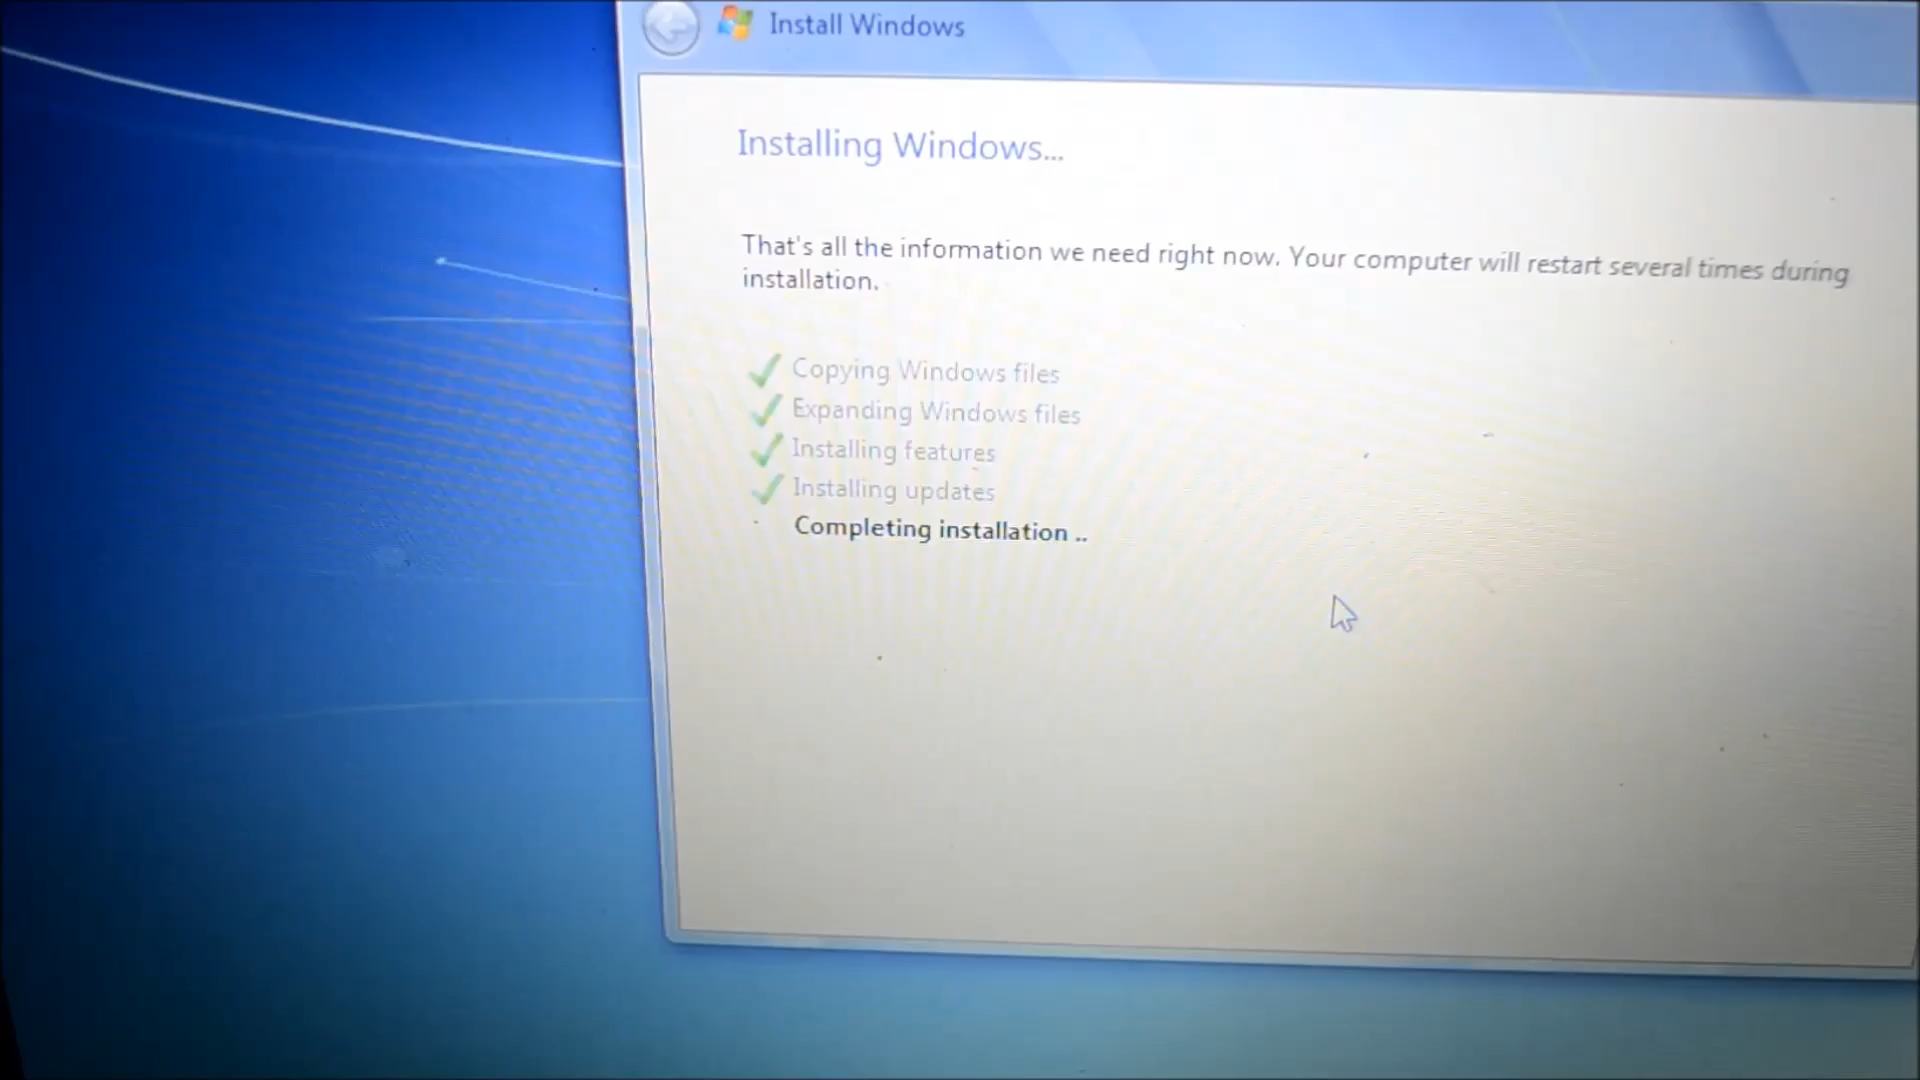 Install Windows
Installing Windows...
That's all the information we need right now. Your computer will restart several times during
installation.
Copying Windows files
Expanding Windows files
Installing features
Installing updates
Completing installation ..